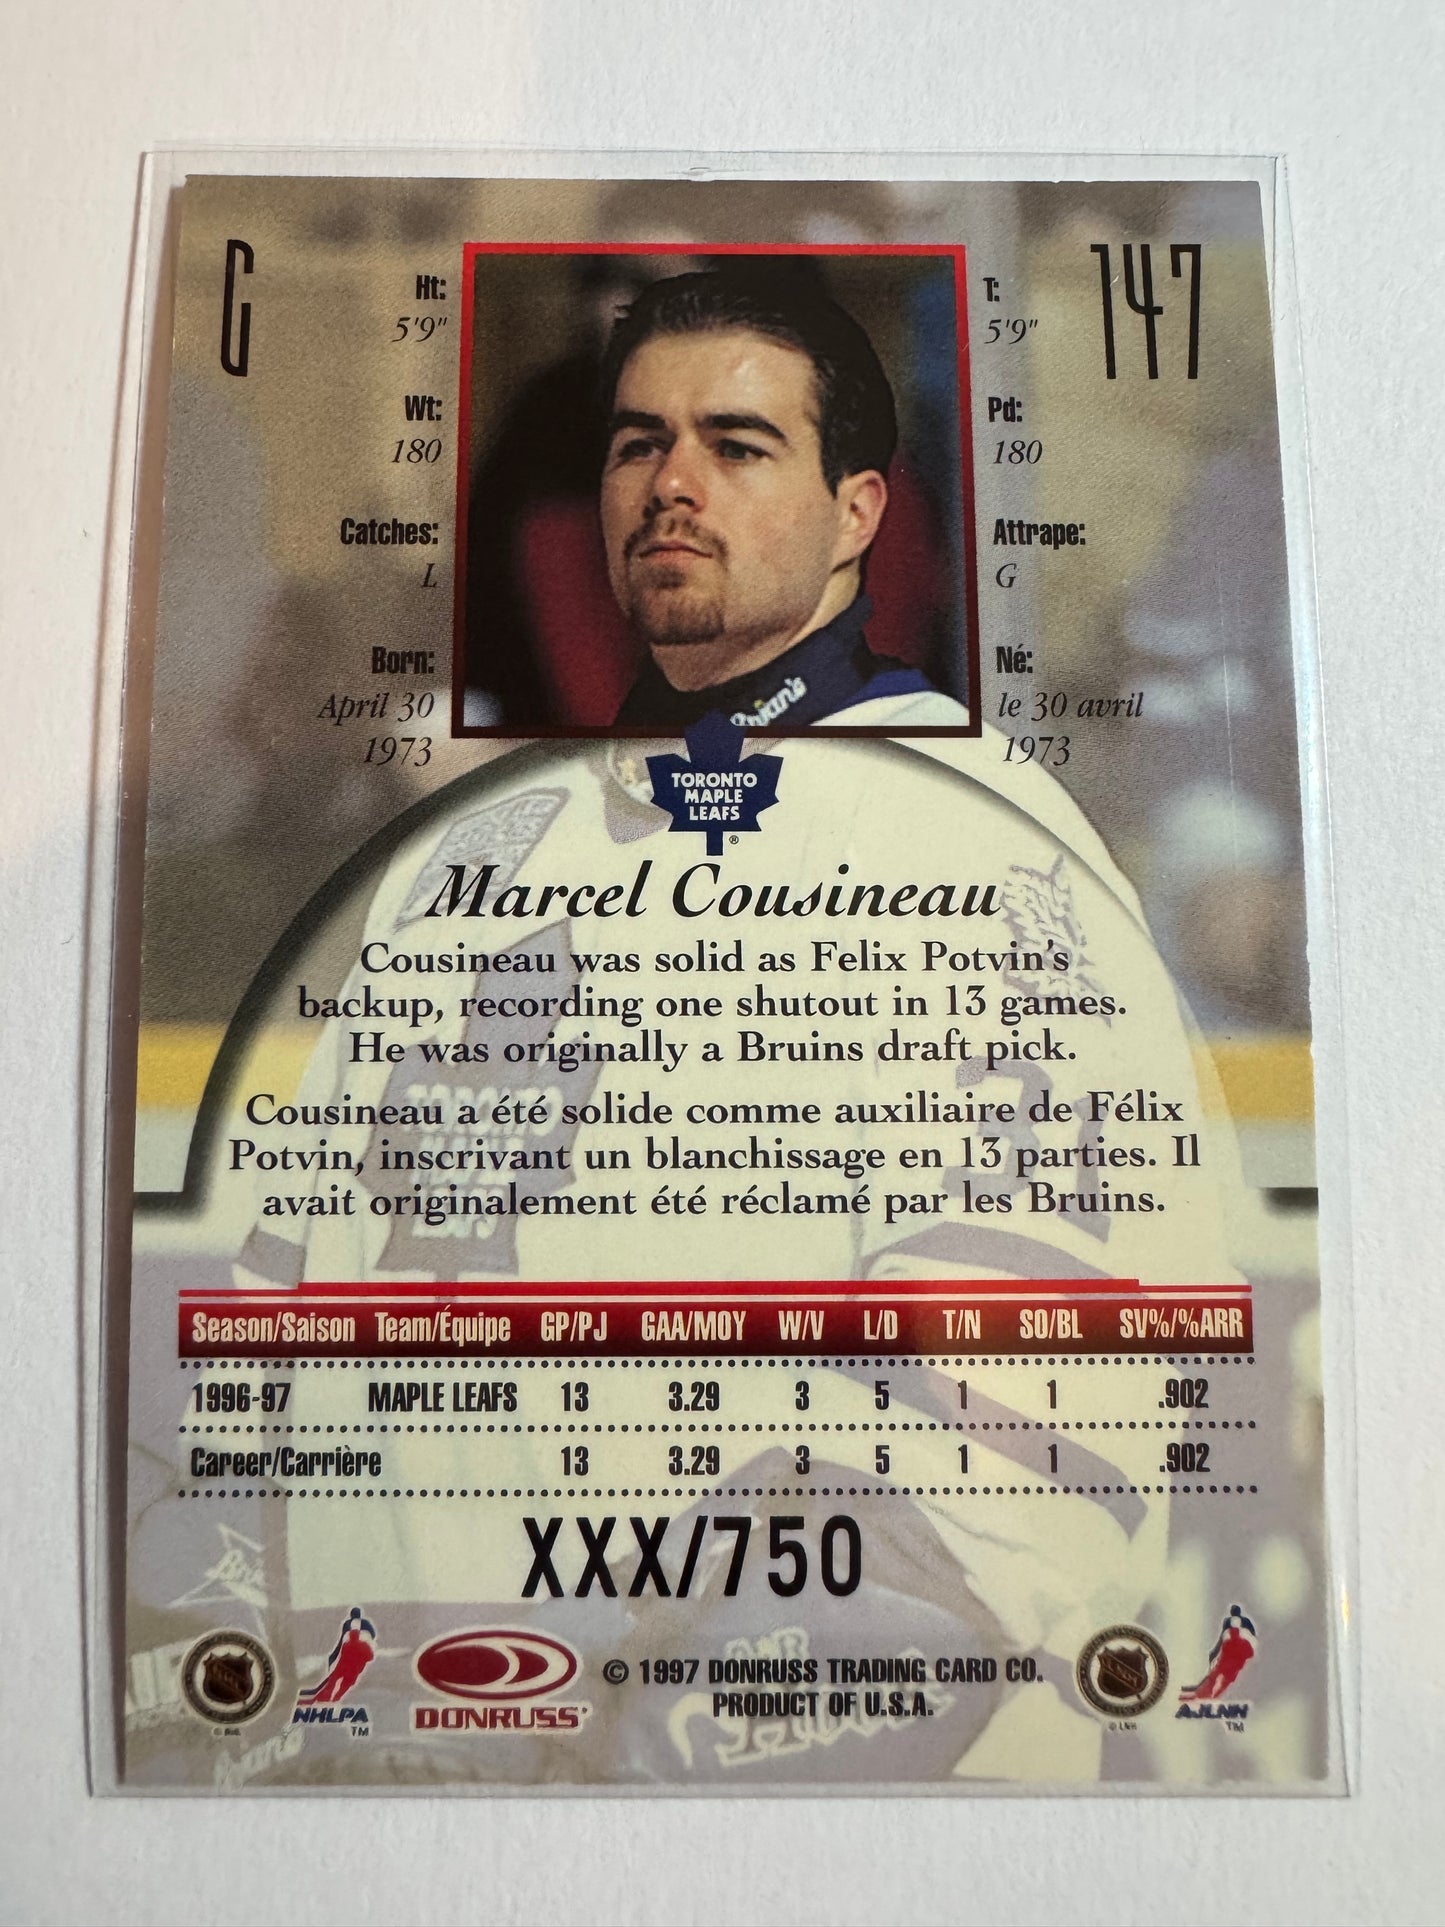 G
147
Ht:
5'9"
Wt:
180
Catches:
L
Born:
April 30
1973
T:
5'9"
Pd:
180
Attrape:
G
Né:
le 30 avril
1973
TORONTO
MAPLE
LEAFS
®
Marcel Cousineau
Cousineau was solid as Felix Potvin's
backup, recording one shutout in 13 games.
He was originally a Bruins draft pick.
Cousineau a été solide comme auxiliaire de Félix
Potvin, inscrivant un blanchissage en 13 parties. Il
avait originalement été réclamé par les Bruins.
Season/Saison Team/Équipe GP/PJ GAA/MOY W/V L/D T/N SO/BL SV%/%ARR
1996-97 MAPLE LEAFS 13 3.29 3 5 1 1 .902
Career/Carrière 13 3.29 3 5 1 1 .902
XXX/750
NHLPA
TM
DONRUSS
© 1997 DONRUSS TRADING CARD CO.
PRODUCT OF U.S.A.
© LNH
AJLNH
TM